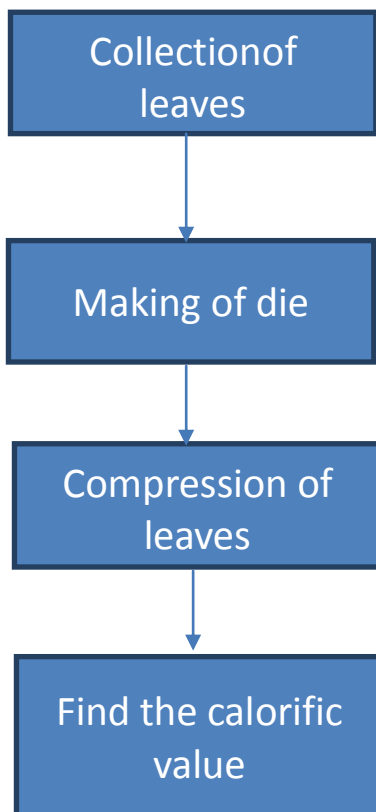 Collectionof
leaves
Making of die
Compression of
leaves
Find the calorific
value